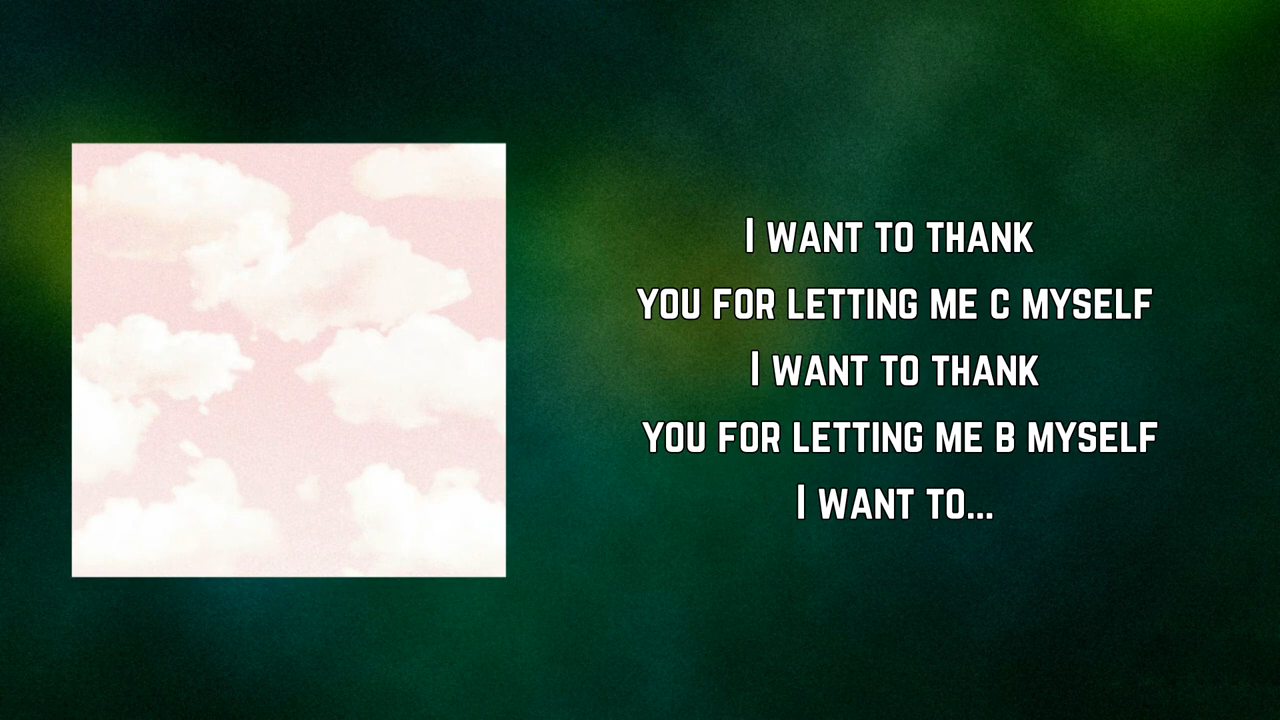 I WANT TO THANK
YOU FOR LETTING ME C MYSELF
I WANT TO THANK
YOU FOR LETTING ME B MYSELF
I WANT TO...